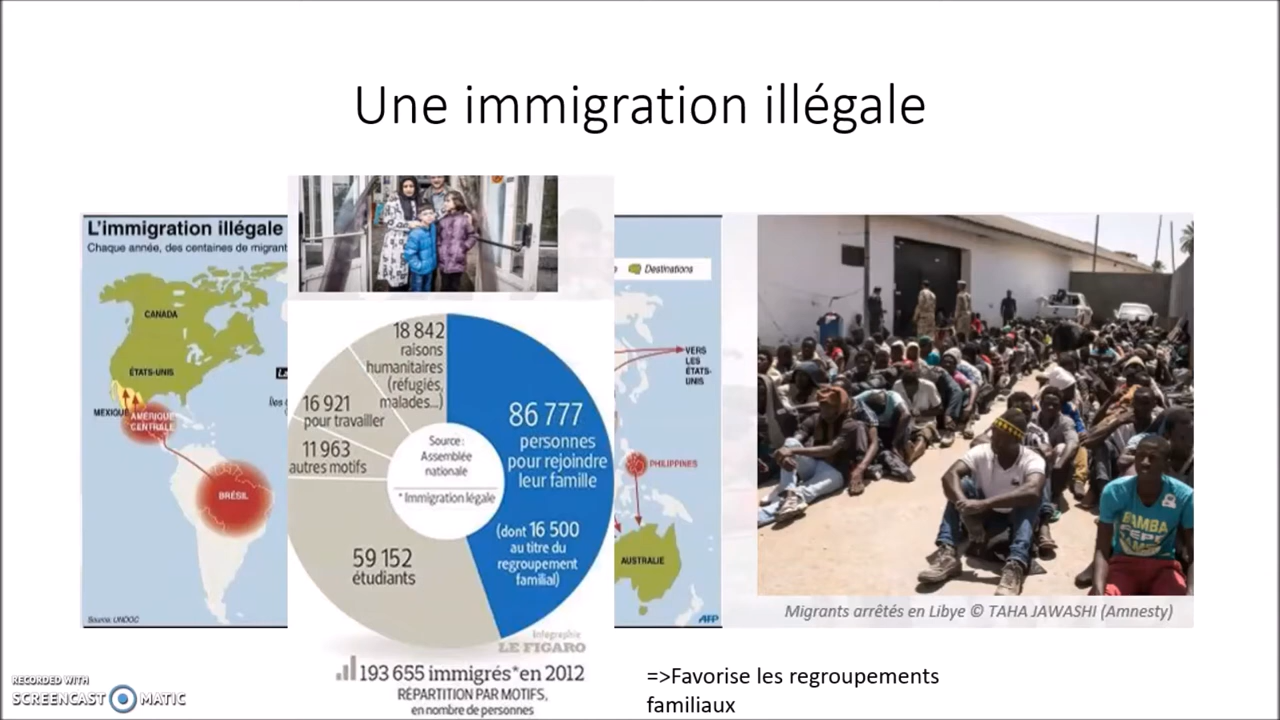 Une immigration illégale
L'immigration illégale
Chaque année, des centaines de migrant
Destinations
CANADA
ÉTATS-UNIS
MEXIQUE
AMÉRIQUE
CENTRALE
BRÉSIL
Source: UNODC
18 842
raisons
humanitaires
(réfugiés,
malades...)
16 921
pour travailler
11 963
autres motifs
59 152
étudiants
Source :
Assemblée
nationale
* Immigration légale
86 777
personnes
pour rejoindre
leur famille
(dont 16 500
au titre du
regroupement
familial)
Infographie
LE FIGARO
193 655 immigrés* en 2012
RÉPARTITION PAR MOTIFS,
en nombre de personnes
VERS
LES
ÉTATS-
UNIS
PHILIPPINES
AUSTRALIE
AFP
BAMBA
Migrants arrêtés en Libye © TAHA JAWASHI (Amnesty)
=>Favorise les regroupements
familiaux
RECORDED WITH
SCREENCAST MATIC